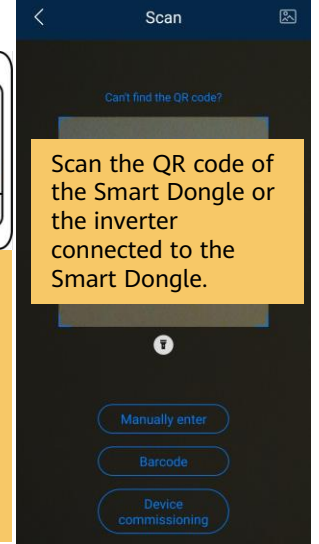 Scan
Can't find the QR code?
Scan the QR code of
the Smart Dongle or
the inverter
connected to the
Smart Dongle.
Manually enter
Barcode
Device
commissioning